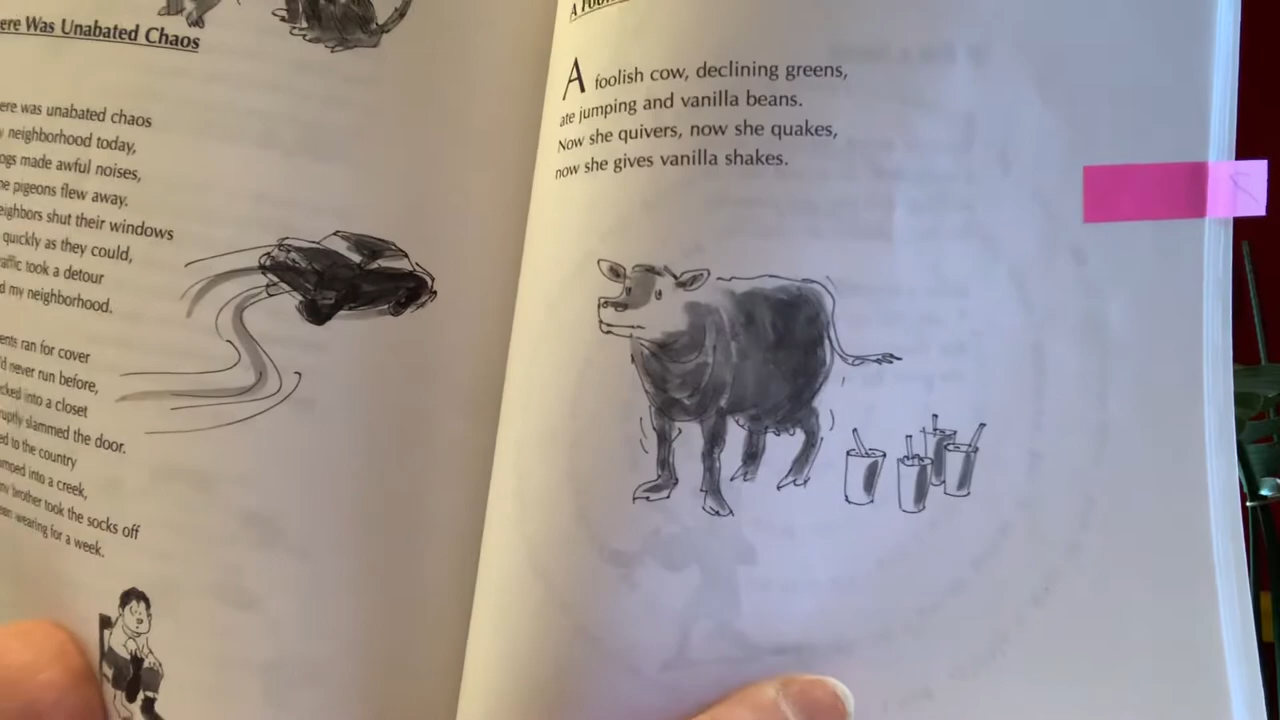 ere Was Unabated Chaos
ere was unabated chaos
neighborhood today,
ogs made awful noises,
e pigeons flew away.
eighbors shut their windows
quickly as they could,
affic took a detour
d my neighborhood.
ents ran for cover
'd never run before,
cked into a closet
uptly slammed the door.
ed to the country
mped into a creek,
my brother took the socks off
een wearing for a week.
A foolish cow, declining greens,
ate jumping and vanilla beans.
Now she quivers, now she quakes,
now she gives vanilla shakes.